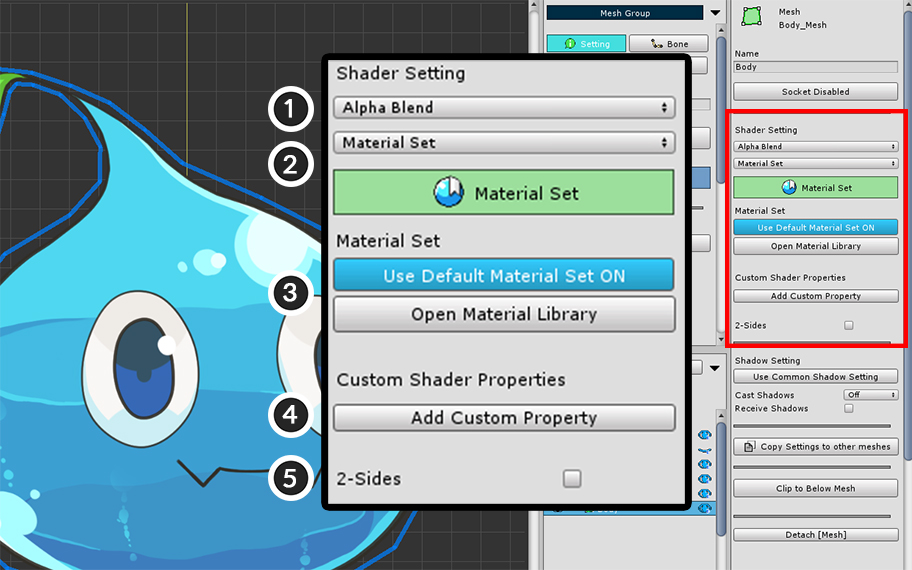 Mesh Group
Setting
Bone
Mesh
Body_Mesh
Name
Body
Socket Disabled
Shader Setting
Alpha Blend
Material Set
Material Set
Material Set
Use Default Material Set ON
Open Material Library
Custom Shader Properties
Add Custom Property
2-Sides
Shadow Setting
Use Common Shadow Setting
Cast Shadows Off
Receive Shadows
Copy Settings to other meshes
Clip to Below Mesh
Detach [Mesh]
Shader Setting
1 Alpha Blend
2 Material Set
Material Set
Material Set
3 Use Default Material Set ON
Open Material Library
Custom Shader Properties
4 Add Custom Property
5 2-Sides